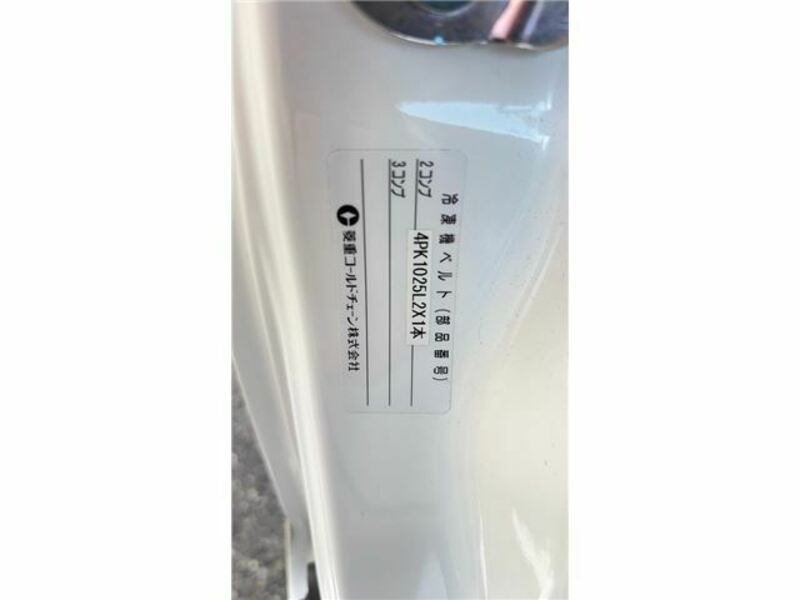 冷凍機ベルト(部品番号)
2コンプ 4PK1025L2X1本
3コンプ
菱重コールドチェーン株式会社